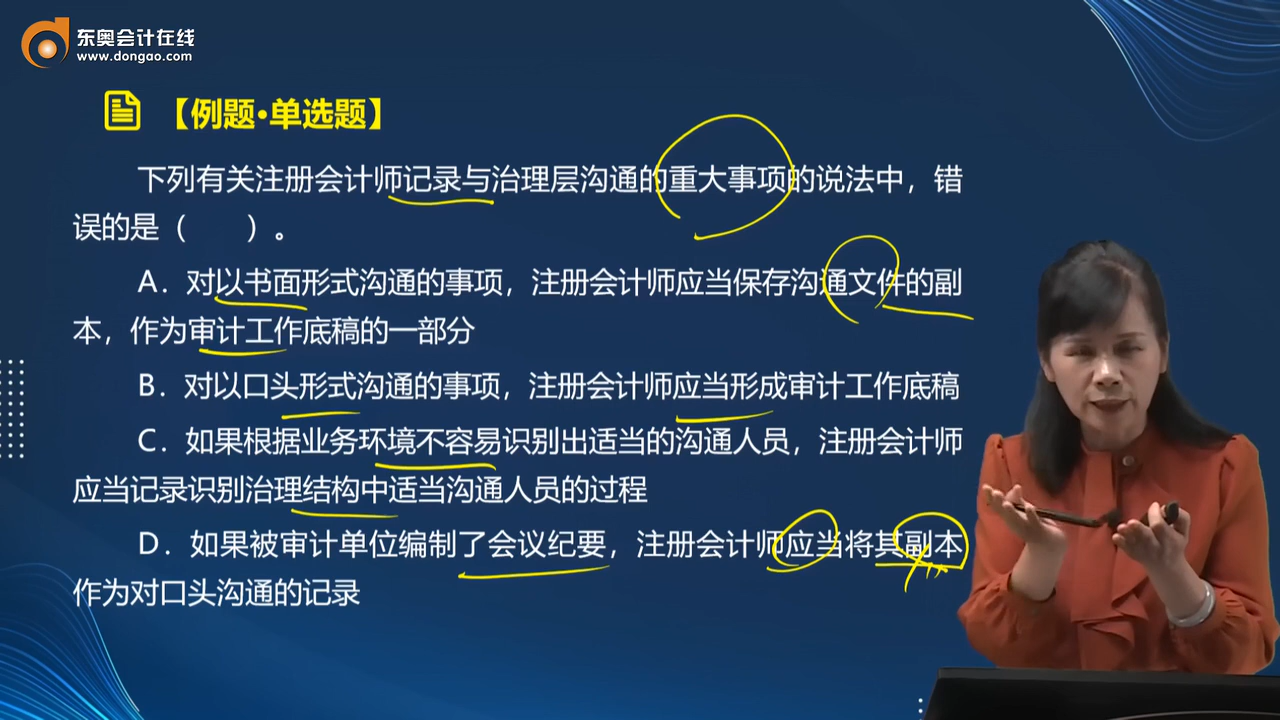 东奥会计在线
www.dongao.com
【例题•单选题】
下列有关注册会计师记录与治理层沟通的重大事项的说法中，错
误的是（　　）。
A．对以书面形式沟通的事项，注册会计师应当保存沟通文件的副
本，作为审计工作底稿的一部分
B．对以口头形式沟通的事项，注册会计师应当形成审计工作底稿
C．如果根据业务环境不容易识别出适当的沟通人员，注册会计师
应当记录识别治理结构中适当沟通人员的过程
D．如果被审计单位编制了会议纪要，注册会计师应当将其副本
作为对口头沟通的记录